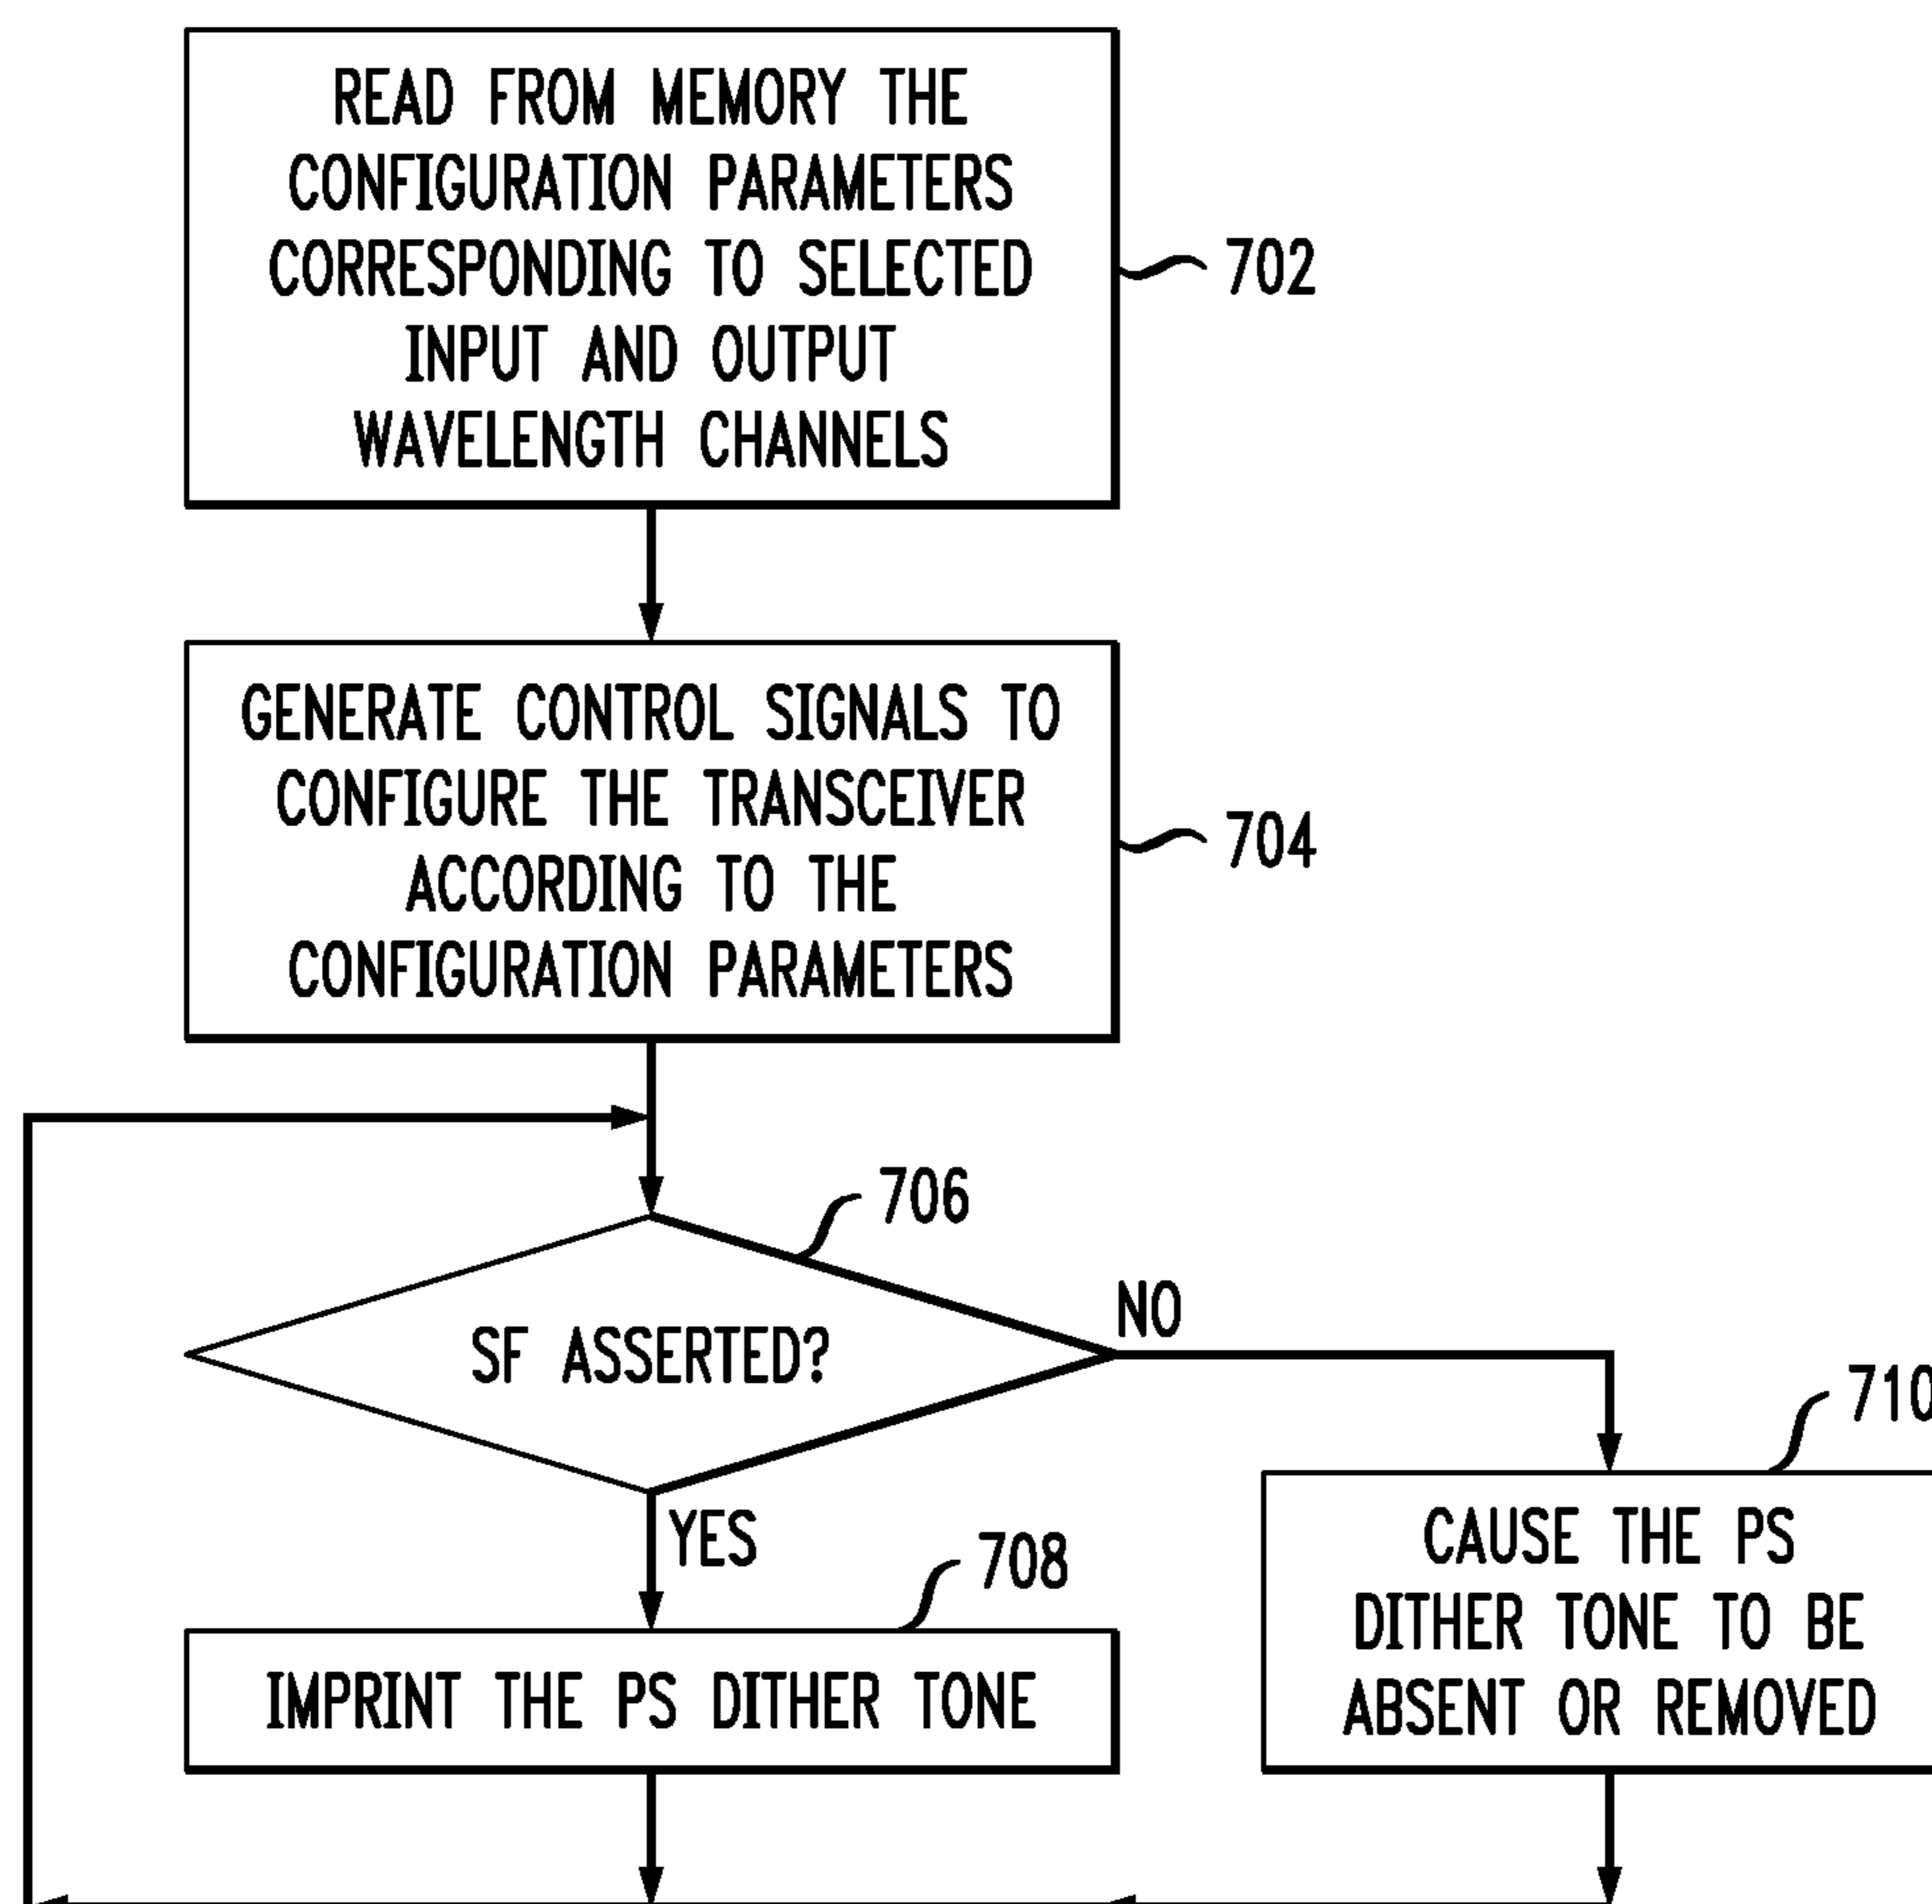 READ FROM MEMORY THE
CONFIGURATION PARAMETERS
CORRESPONDING TO SELECTED
INPUT AND OUTPUT
WAVELENGTH CHANNELS
702
GENERATE CONTROL SIGNALS TO
CONFIGURE THE TRANSCEIVER
ACCORDING TO THE
CONFIGURATION PARAMETERS
704
706
SF ASSERTED?
NO
YES
710
708
CAUSE THE PS
DITHER TONE TO BE
ABSENT OR REMOVED
IMPRINT THE PS DITHER TONE